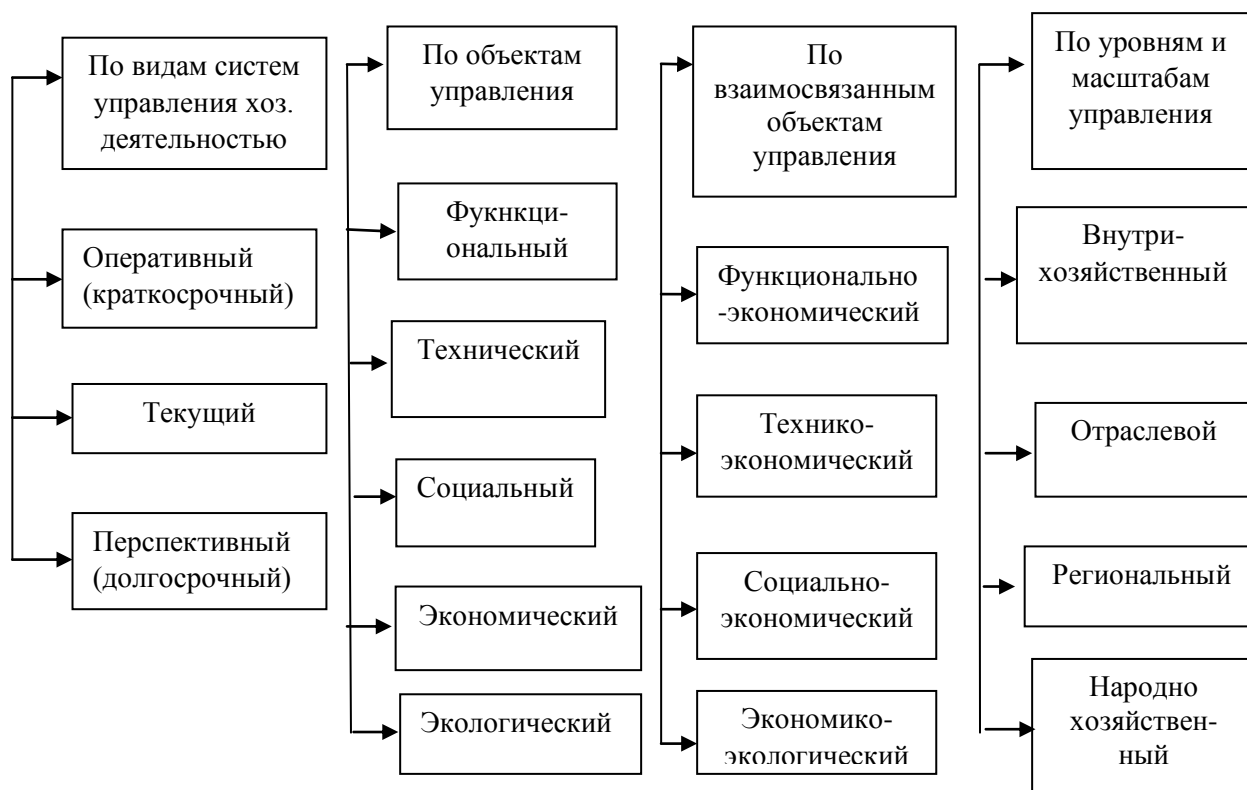 По видам систем
управления хоз.
деятельностью
Оперативный
(краткосрочный)
Текущий
Перспективный
(долгосрочный)
По объектам
управления
Фукнкци-
ональный
Технический
Социальный
Экономический
Экологический
По
взаимосвязанным
объектам
управления
Функционально
-экономический
Технико-
экономический
Социально-
экономический
Экономико-
экологический
По уровням и
масштабам
управления
Внутри-
хозяйственный
Отраслевой
Региональный
Народно
хозяйствен-
ный